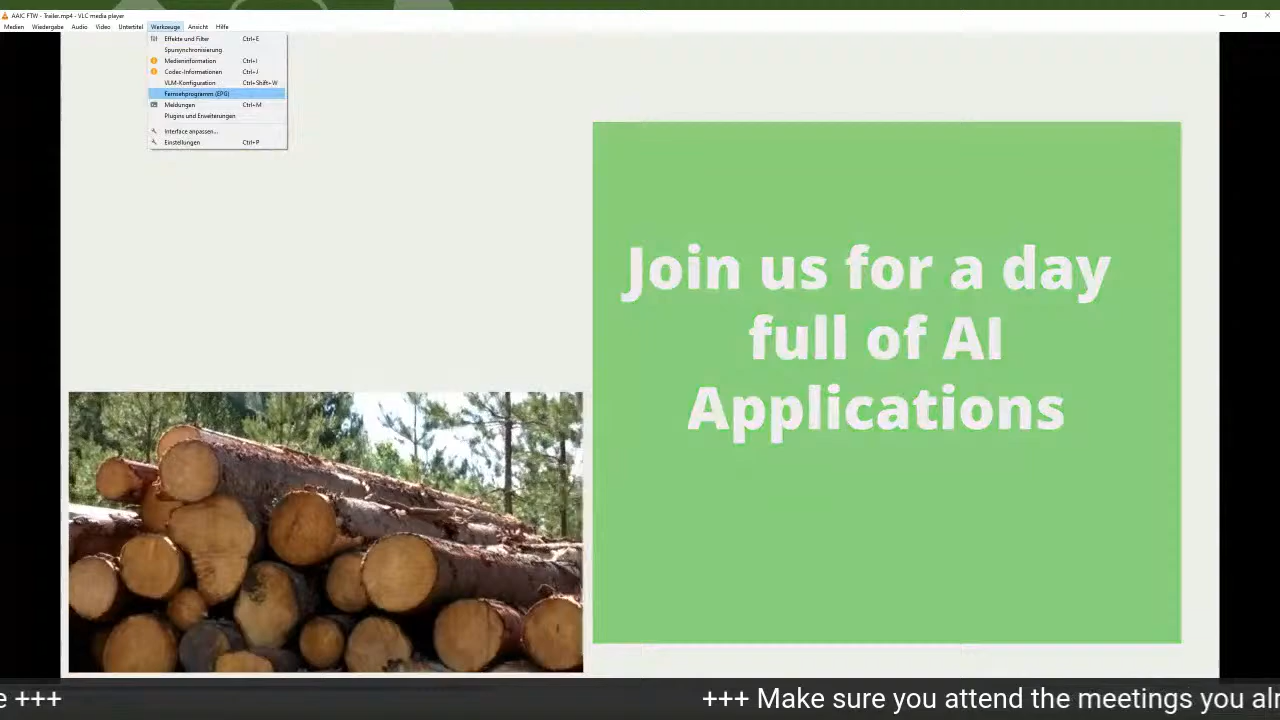 AAIC FTW - Trailer.mp4 - VLC media player
Medien Wiedergabe Audio Video Untertitel Werkzeuge Ansicht Hilfe
Effekte und Filter Ctrl+E
Spursynchronisierung
Medieninformation Ctrl+I
Codec-Informationen Ctrl+J
VLM-Konfiguration Ctrl+Shift+W
Fernsehprogramm (EPG)
Meldungen Ctrl+M
Plugins und Erweiterungen
Interface anpassen...
Einstellungen Ctrl+P
Join us for a day
full of AI
Applications
e +++ +++ Make sure you attend the meetings you alr